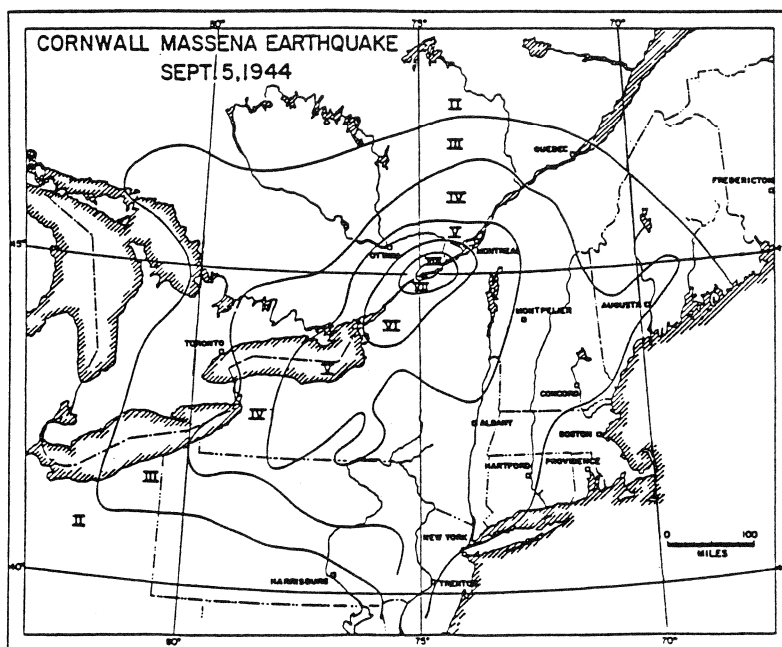 80°
75°
70°
CORNWALL MASSENA EARTHQUAKE
SEPT. 5, 1944
II
III
QUEBEC
IV
FREDERICTON
V
OTTAWA
MONTREAL
45°
VIII
VII
AUGUSTA
MONTPELIER
VI
TORONTO
V
CONCORD
IV
ALBANY
BOSTON
III
HARTFORD
PROVIDENCE
II
NEW YORK
0 100
MILES
40°
HARRISBURG
TRENTON
80°
75°
70°